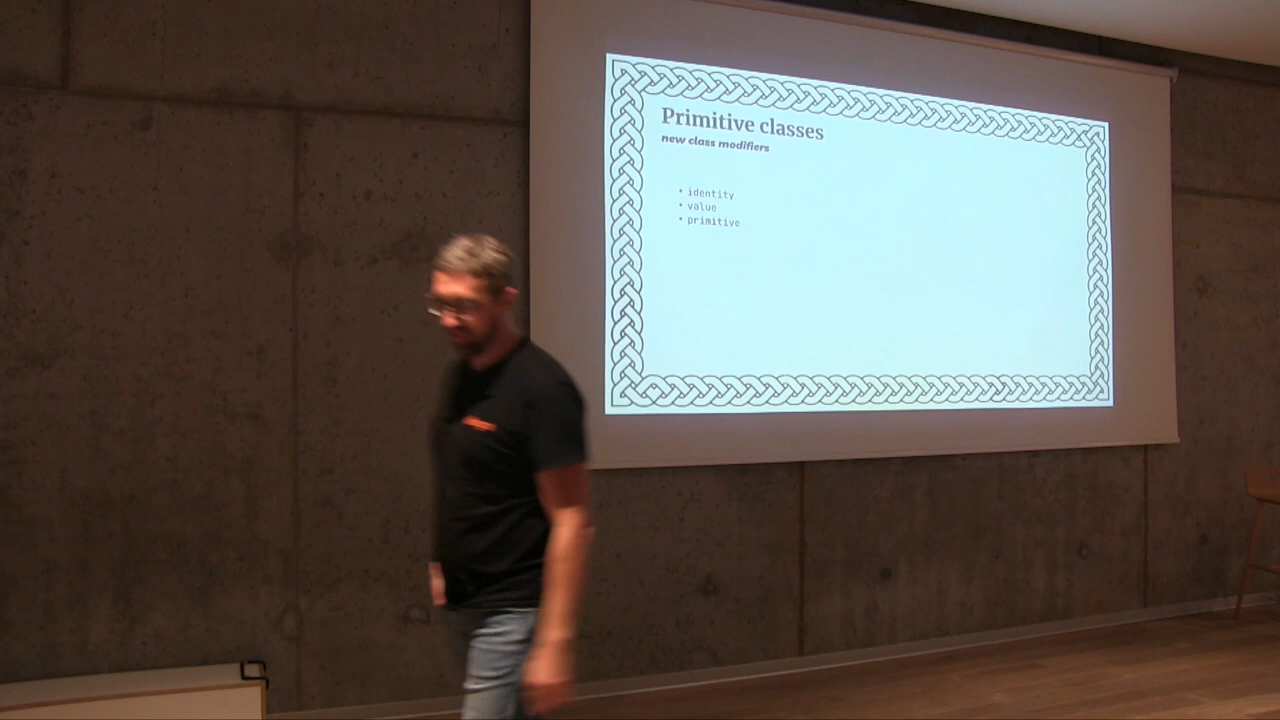 Primitive classes
new class modifiers
• identity
• value
• primitive